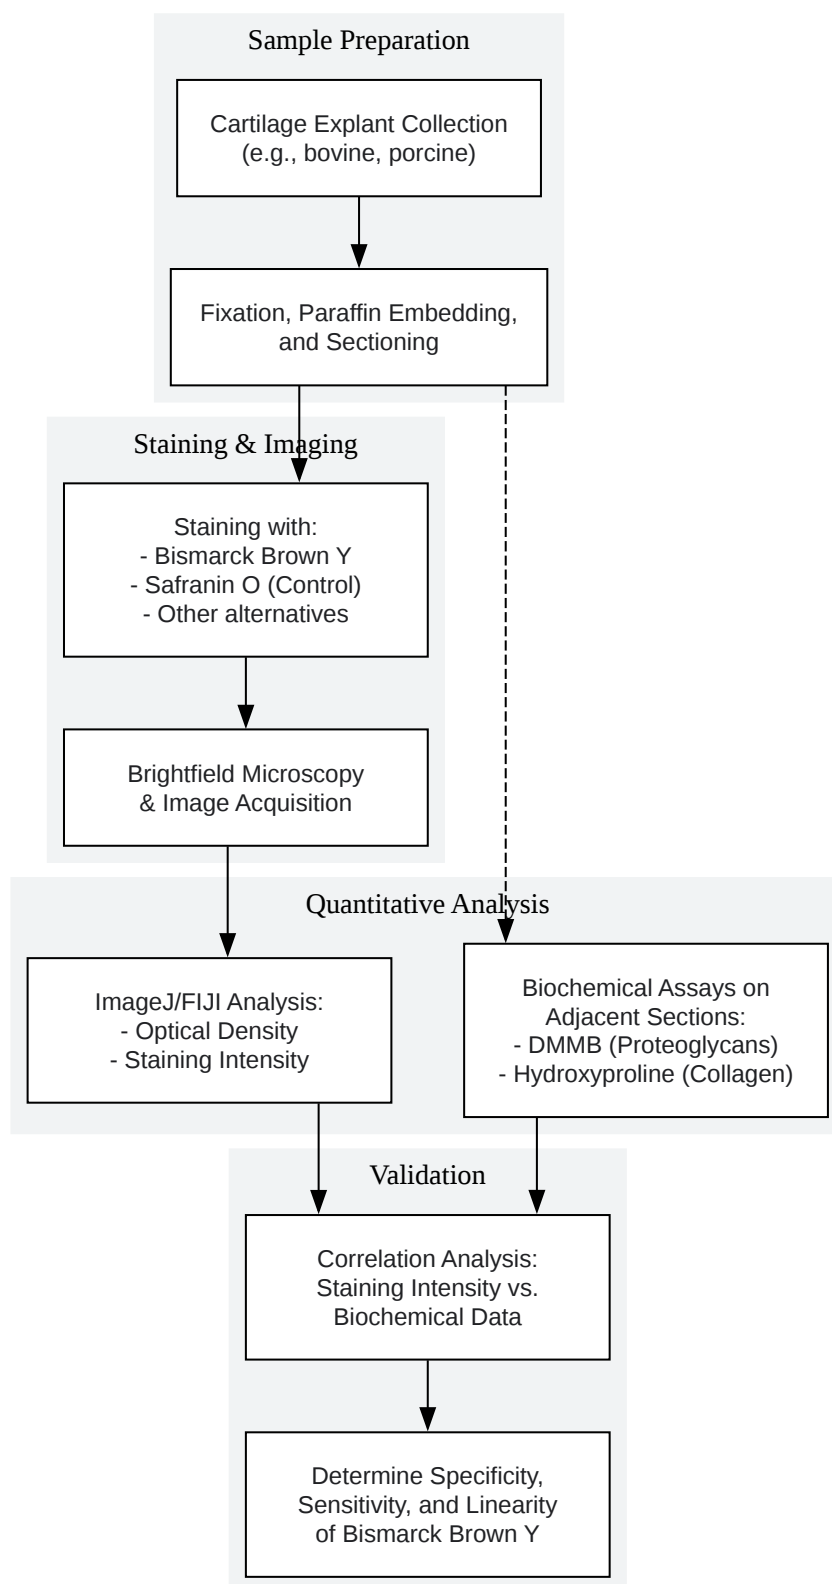 Sample Preparation
Cartilage Explant Collection
(e.g., bovine, porcine)
Fixation, Paraffin Embedding,
and Sectioning
Staining & Imaging
Staining with:
- Bismarck Brown Y
- Safranin O (Control)
- Other alternatives
Brightfield Microscopy
& Image Acquisition
Quantitative Analysis
ImageJ/FIJI Analysis:
- Optical Density
- Staining Intensity
Biochemical Assays on
Adjacent Sections:
- DMMB (Proteoglycans)
- Hydroxyproline (Collagen)
Validation
Correlation Analysis:
Staining Intensity vs.
Biochemical Data
Determine Specificity,
Sensitivity, and Linearity
of Bismarck Brown Y